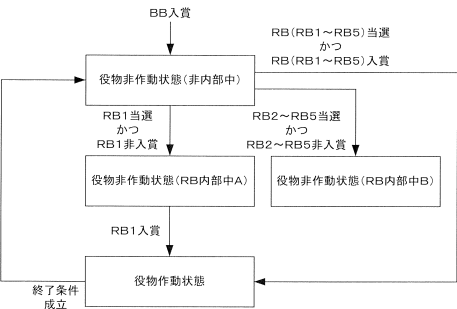 BB入賞
RB(RB1～RB5)当選
かつ
RB(RB1～RB5)入賞
役物非作動状態(非内部中)
RB1当選
かつ
RB1非入賞
RB2～RB5当選
かつ
RB2～RB5非入賞
役物非作動状態(RB内部中A)
役物非作動状態(RB内部中B)
RB1入賞
役物作動状態
終了条件
成立